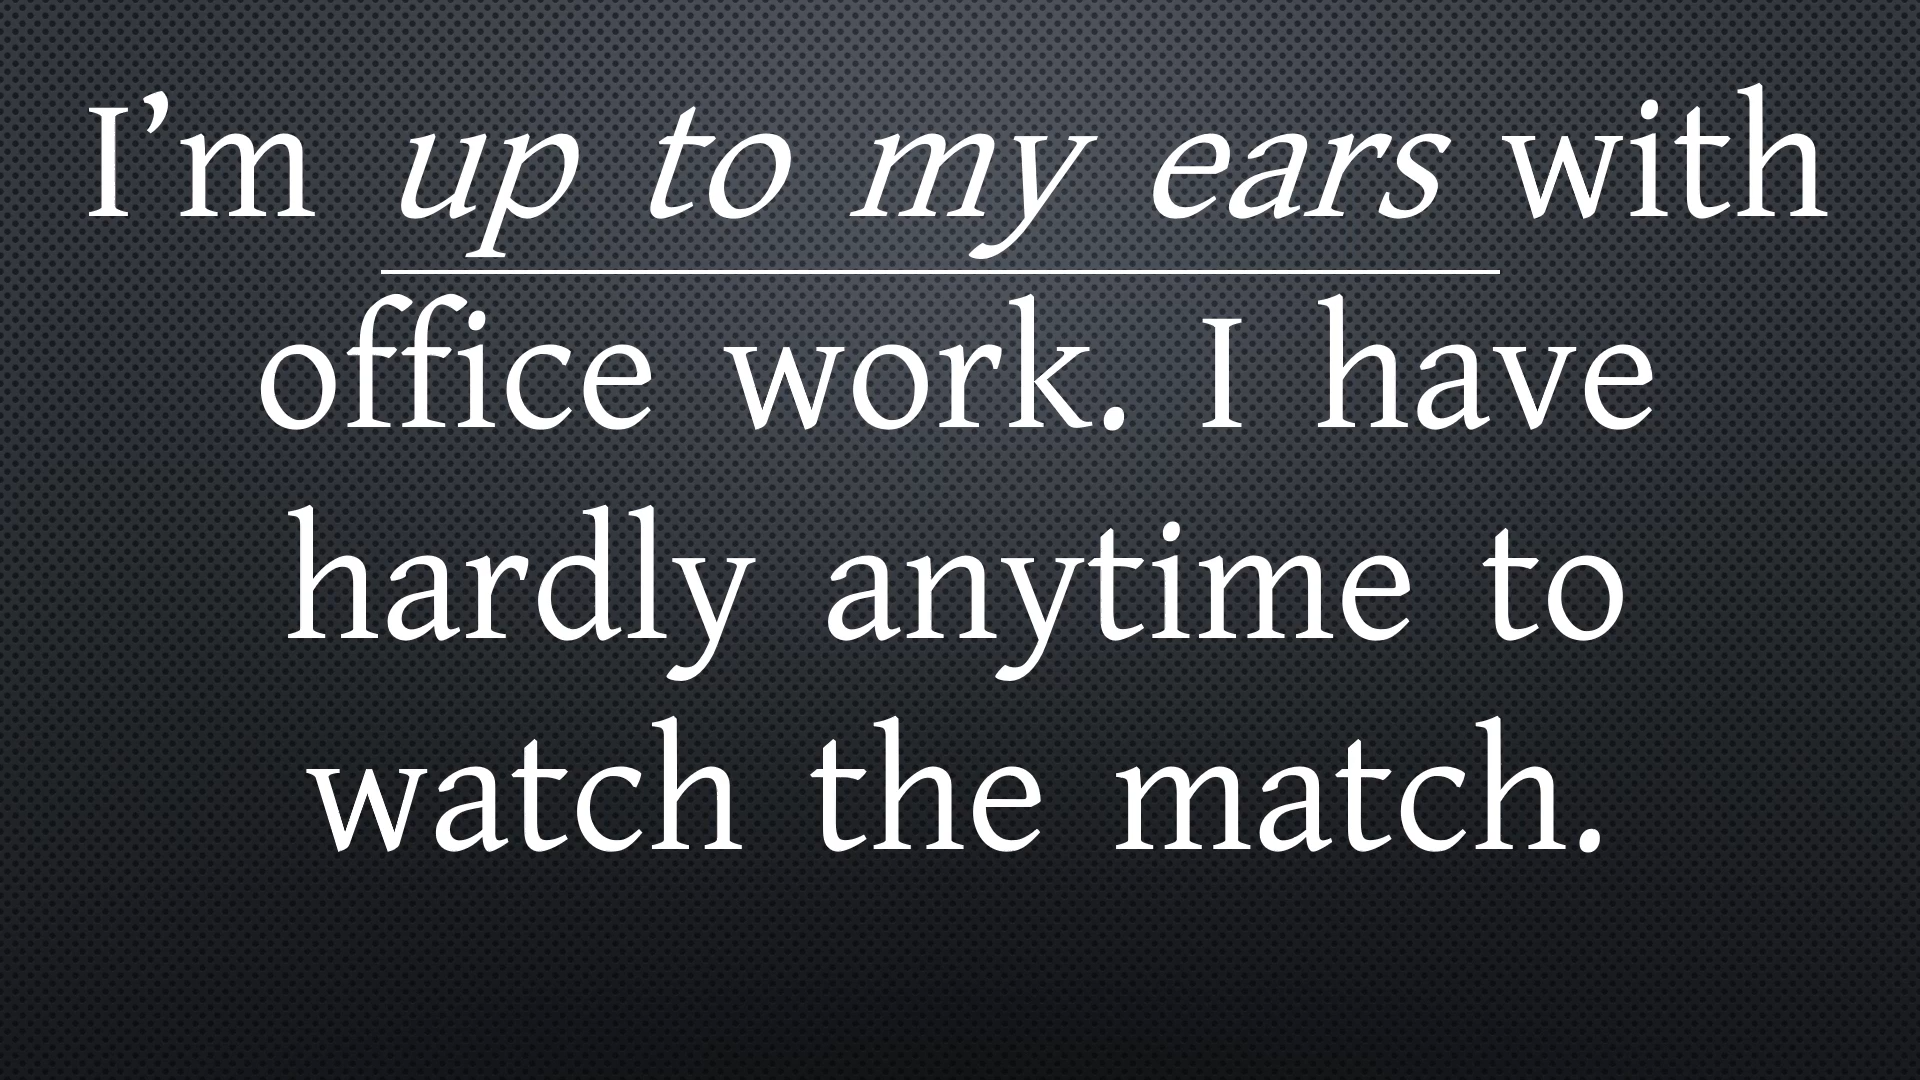 I’m up to my ears with
office work. I have
hardly anytime to
watch the match.